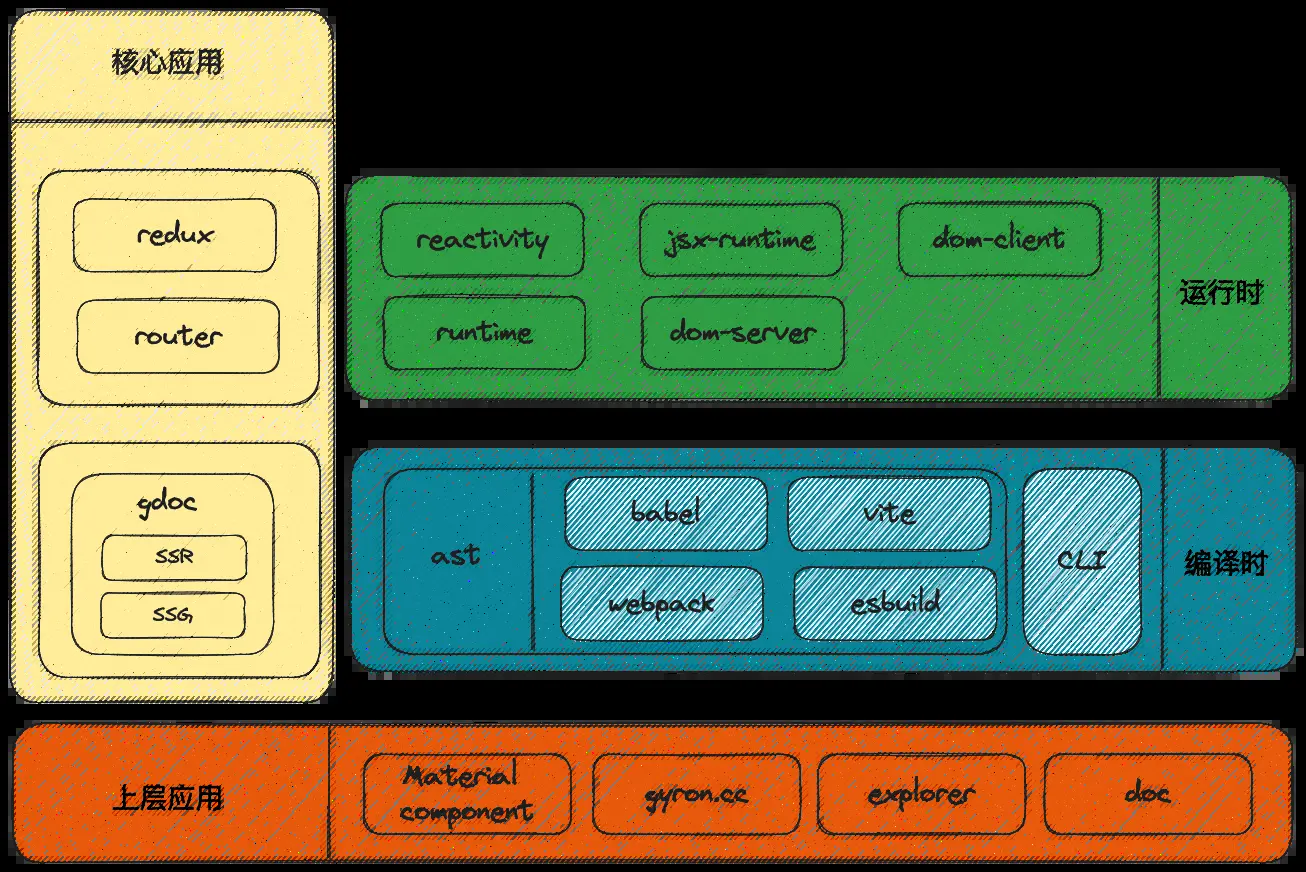 核心应用
redux
router
gdoc
SSR
SSG
reactivity
jsx-runtime
dom-client
runtime
dom-server
运行时
ast
babel
vite
webpack
esbuild
CLI
编译时
上层应用
Material
component
gyron.cc
explorer
doc